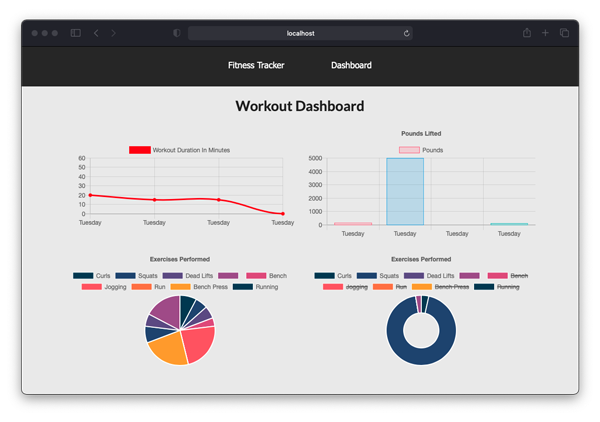 localhost
Fitness Tracker Dashboard
Workout Dashboard
Workout Duration In Minutes
60
50
40
30
20
10
0
Tuesday Tuesday Tuesday Tuesday
Pounds Lifted
Pounds
5000
4000
3000
2000
1000
0
Tuesday Tuesday Tuesday Tuesday
Exercises Performed
Curls Squats Dead Lifts Bench
Jogging Run Bench Press Running
Exercises Performed
Curls Squats Dead Lifts Bench
Jogging Run Bench Press Running